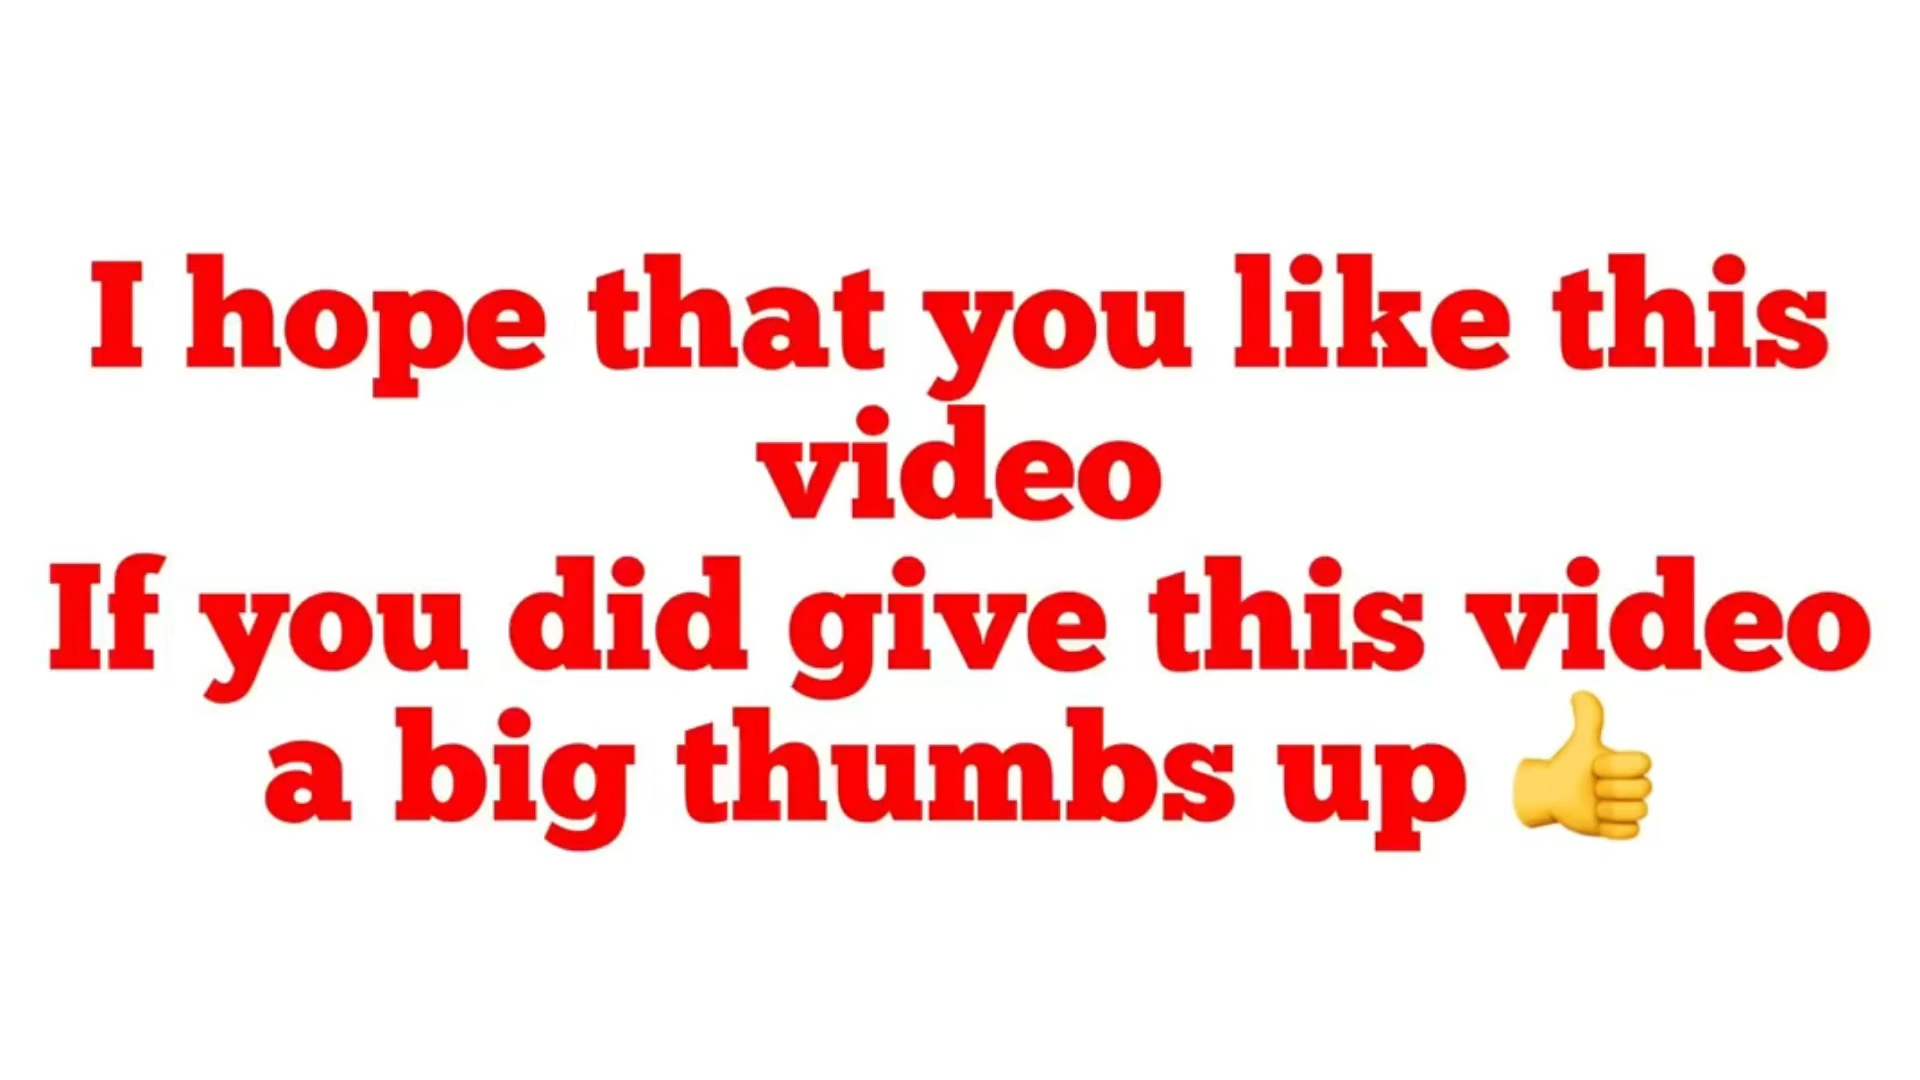 I hope that you like this
video
If you did give this video
a big thumbs up 👍